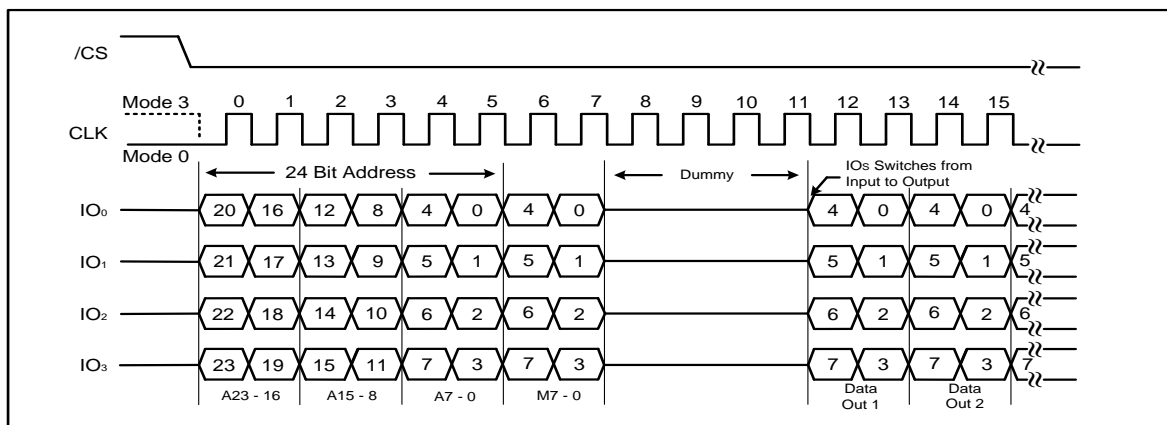 /CS
Mode 3 0 1 2 3 4 5 6 7 8 9 10 11 12 13 14 15
CLK
Mode 0
24 Bit Address Dummy IOs Switches from
Input to Output
IO₀ 20 16 12 8 4 0 4 0 4 0 4 0 4
IO₁ 21 17 13 9 5 1 5 1 5 1 5 1 5
IO₂ 22 18 14 10 6 2 6 2 6 2 6 2 6
IO₃ 23 19 15 11 7 3 7 3 7 3 7 3 7
A23 - 16 A15 - 8 A7 - 0 M7 - 0 Data Data
Out 1 Out 2